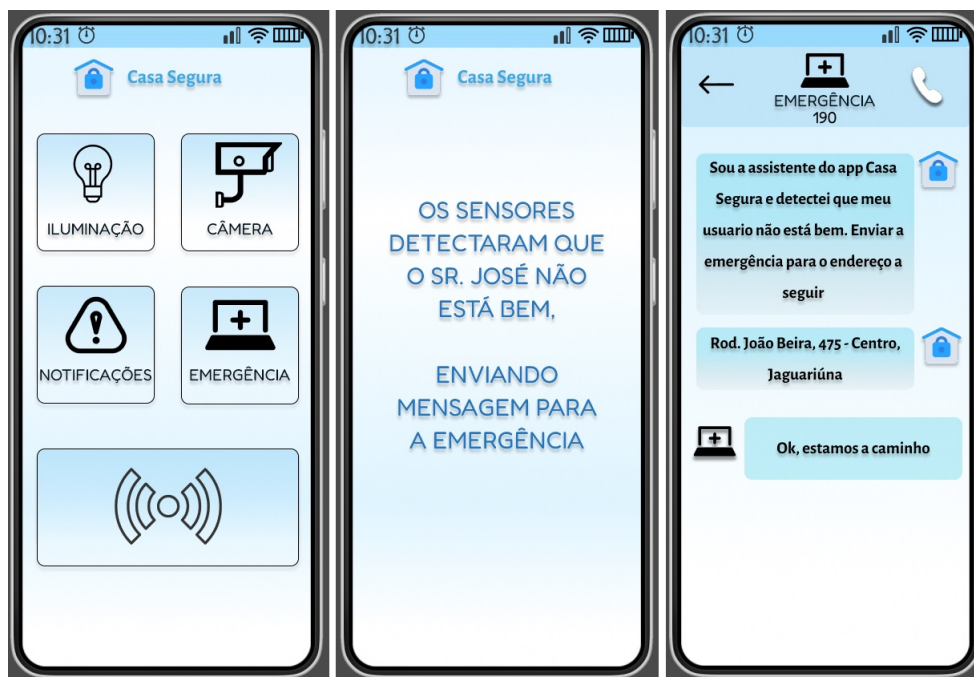 10:31
Casa Segura
ILUMINAÇÃO
CÂMERA
NOTIFICAÇÕES
EMERGÊNCIA
10:31
Casa Segura
OS SENSORES
DETECTARAM QUE
O SR. JOSÉ NÃO
ESTÁ BEM,
ENVIANDO
MENSAGEM PARA
A EMERGÊNCIA
10:31
EMERGÊNCIA
190
Sou a assistente do app Casa
Segura e detectei que meu
usuario não está bem. Enviar a
emergência para o endereço a
seguir
Rod. João Beira, 475 - Centro,
Jaguariúna
Ok, estamos a caminho